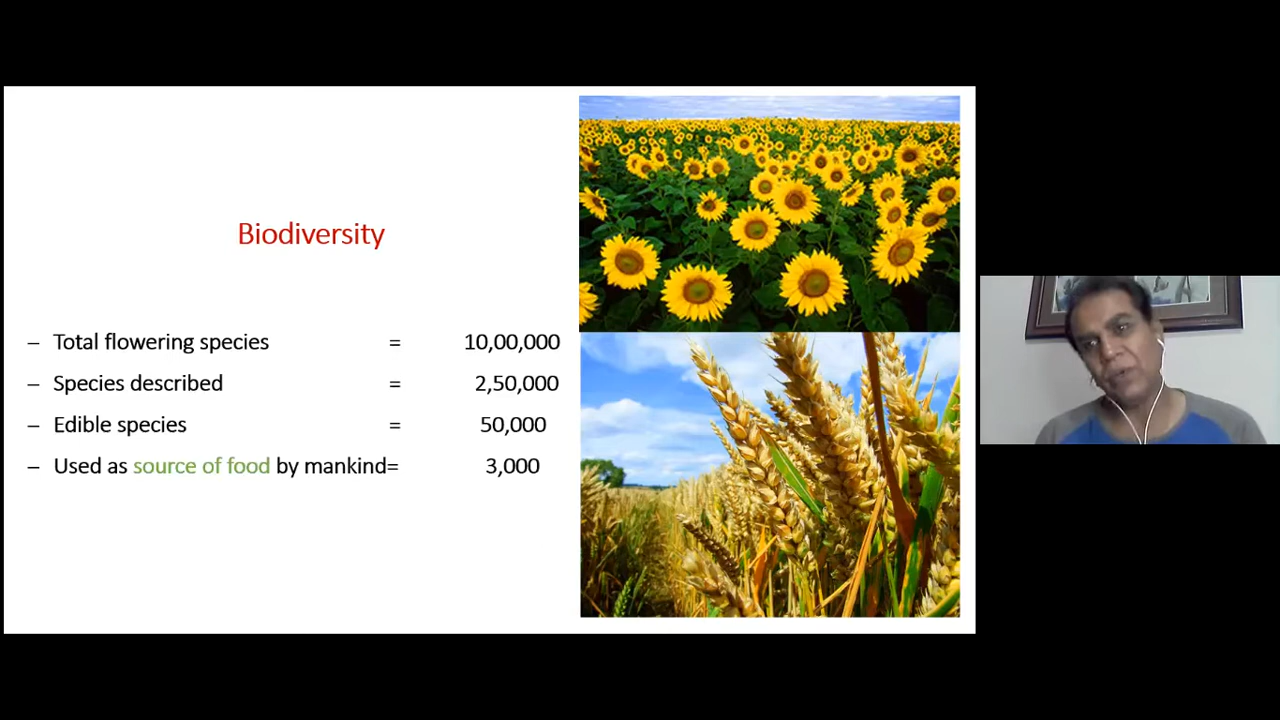 Biodiversity
– Total flowering species = 10,00,000
– Species described = 2,50,000
– Edible species = 50,000
– Used as source of food by mankind= 3,000